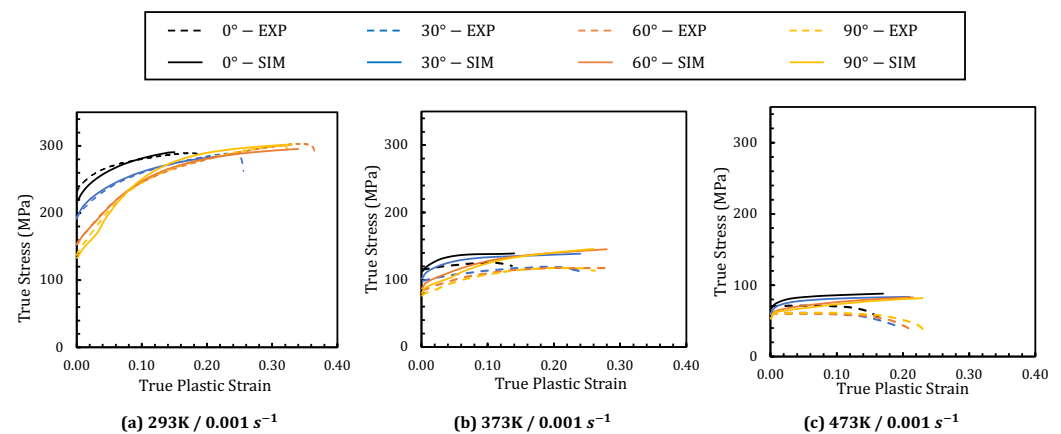 0° − EXP 30° − EXP 60° − EXP 90° − EXP
0° − SIM 30° − SIM 60° − SIM 90° − SIM
True Stress (MPa)
300
200
100
0
0.00 0.10 0.20 0.30 0.40
True Plastic Strain
(a) 293K / 0.001 s⁻¹
True Stress (MPa)
300
200
100
0
0.00 0.10 0.20 0.30 0.40
True Plastic Strain
(b) 373K / 0.001 s⁻¹
True Stress (MPa)
300
200
100
0
0.00 0.10 0.20 0.30 0.40
True Plastic Strain
(c) 473K / 0.001 s⁻¹